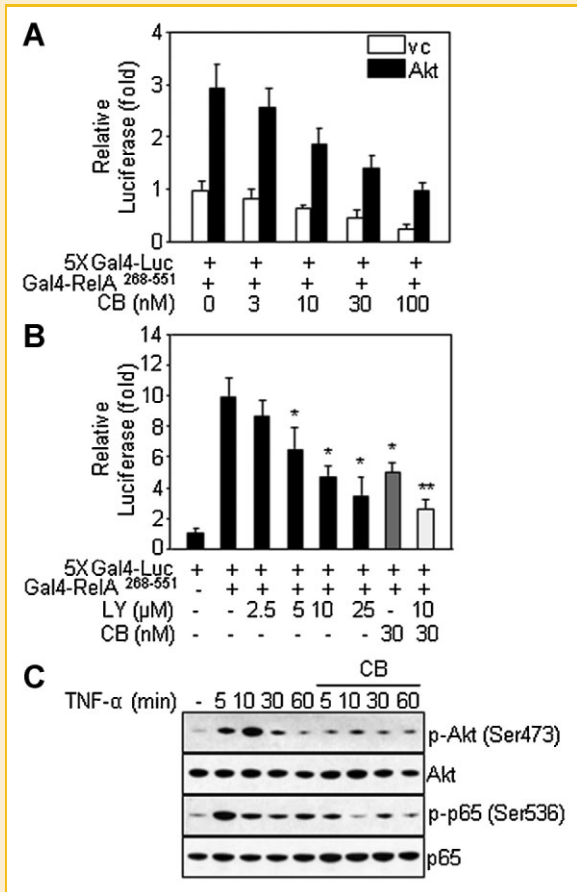 A
4
3
2
1
0
Relative
Luciferase (fold)
vc
Akt
5X Gal4-Luc + + + + +
Gal4-RelA 268-551 + + + + +
CB (nM) 0 3 10 30 100
B
14
12
10
8
6
4
2
0
Relative
Luciferase (fold)
* * * * **
5X Gal4-Luc + + + + + + +
Gal4-RelA 268-551 - + + + + + +
LY (µM) - - 2.5 5 10 25 - 10
CB (nM) - - - - - - 30 30
C
CB
TNF-α (min) - 5 10 30 60 5 10 30 60
p-Akt (Ser473)
Akt
p-p65 (Ser536)
p65